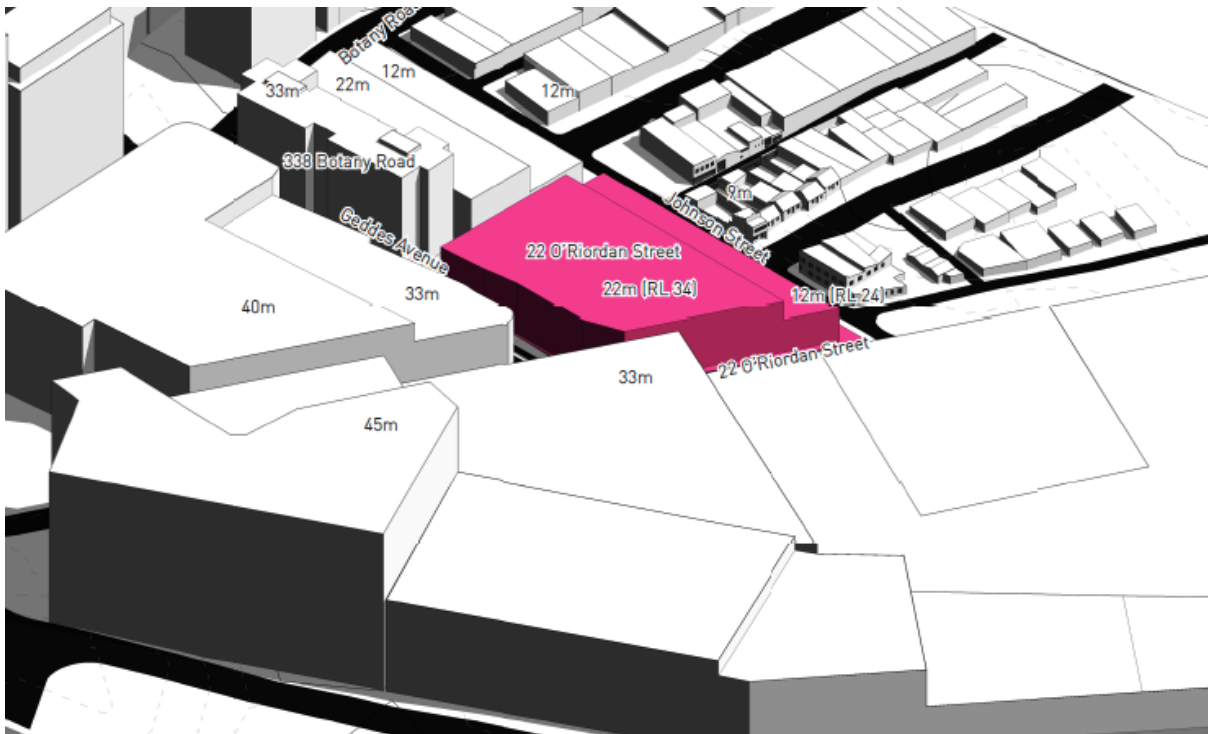 Botany Road
12m
22m
33m
12m
338 Botany Road
9m
Johnson Street
Geddes Avenue
22 O'Riordan Street
22m (RL 34)
12m (RL 24)
33m
40m
22 O'Riordan Street
33m
45m